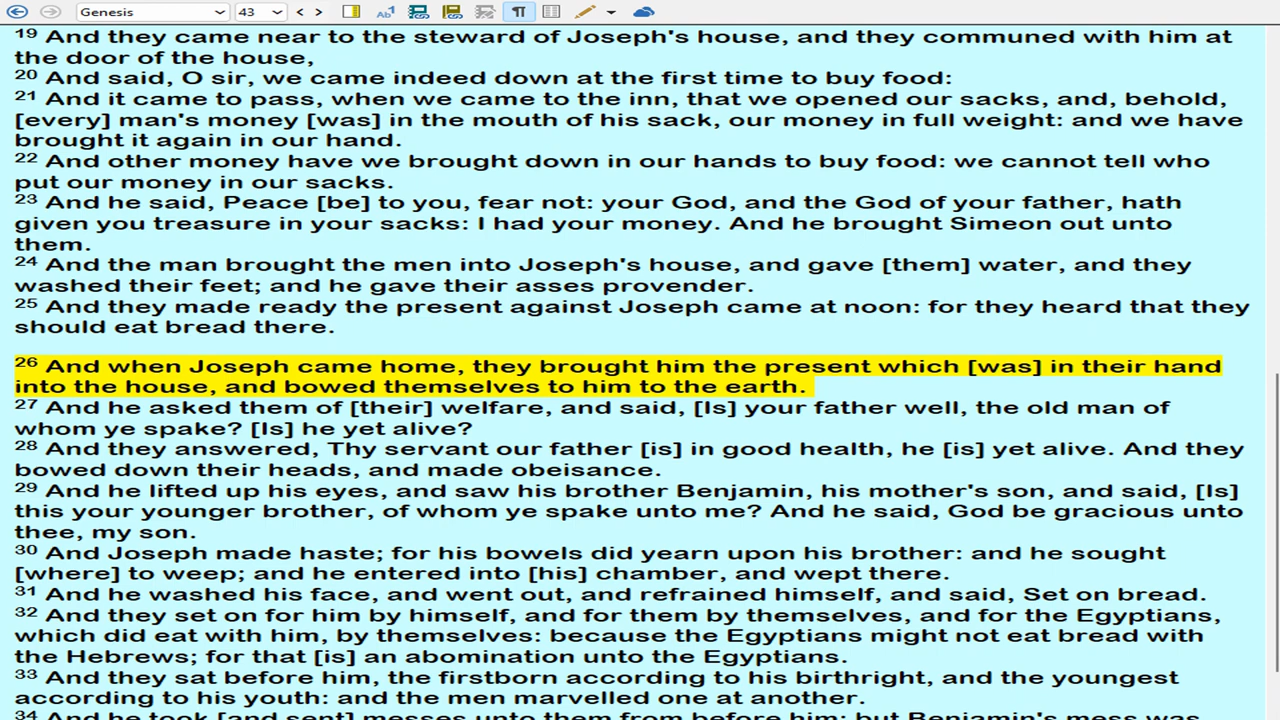 Genesis 43 < > Ab¹ ¶
19 And they came near to the steward of Joseph's house, and they communed with him at
the door of the house,
20 And said, O sir, we came indeed down at the first time to buy food:
21 And it came to pass, when we came to the inn, that we opened our sacks, and, behold,
[every] man's money [was] in the mouth of his sack, our money in full weight: and we have
brought it again in our hand.
22 And other money have we brought down in our hands to buy food: we cannot tell who
put our money in our sacks.
23 And he said, Peace [be] to you, fear not: your God, and the God of your father, hath
given you treasure in your sacks: I had your money. And he brought Simeon out unto
them.
24 And the man brought the men into Joseph's house, and gave [them] water, and they
washed their feet; and he gave their asses provender.
25 And they made ready the present against Joseph came at noon: for they heard that they
should eat bread there.
26 And when Joseph came home, they brought him the present which [was] in their hand
into the house, and bowed themselves to him to the earth.
27 And he asked them of [their] welfare, and said, [Is] your father well, the old man of
whom ye spake? [Is] he yet alive?
28 And they answered, Thy servant our father [is] in good health, he [is] yet alive. And they
bowed down their heads, and made obeisance.
29 And he lifted up his eyes, and saw his brother Benjamin, his mother's son, and said, [Is]
this your younger brother, of whom ye spake unto me? And he said, God be gracious unto
thee, my son.
30 And Joseph made haste; for his bowels did yearn upon his brother: and he sought
[where] to weep; and he entered into [his] chamber, and wept there.
31 And he washed his face, and went out, and refrained himself, and said, Set on bread.
32 And they set on for him by himself, and for them by themselves, and for the Egyptians,
which did eat with him, by themselves: because the Egyptians might not eat bread with
the Hebrews; for that [is] an abomination unto the Egyptians.
33 And they sat before him, the firstborn according to his birthright, and the youngest
according to his youth: and the men marvelled one at another.
34 And he took [and sent] messes unto them from before him: but Benjamin's mess was